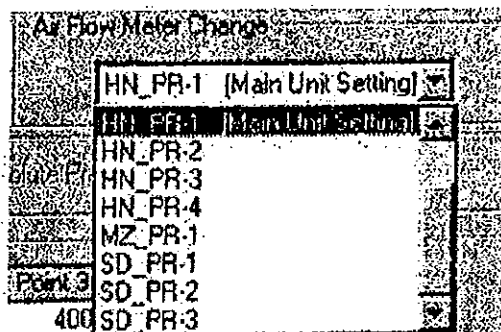 Air Flow Meter Change
HN_PR-1 [Main Unit Setting]
HN_PR-1 [Main Unit Setting]
HN_PR-2
HN_PR-3
HN_PR-4
MZ_PR-1
SD_PR-1
Point 3
SD_PR-2
400
SD_PR-3